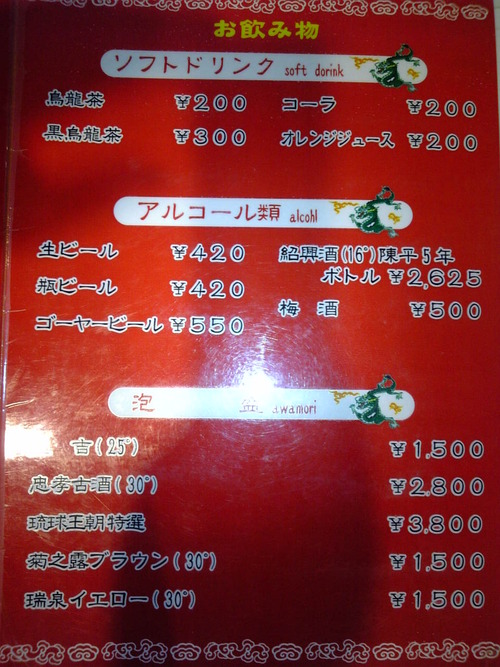 お飲み物
ソフトドリンク soft dorink
烏龍茶 ¥200 コーラ ¥200
黒烏龍茶 ¥300 オレンジジュース ¥200
アルコール類 alcohl
生ビール ¥420 紹興酒(16°)陳平5年
瓶ビール ¥420 ボトル ¥2,625
ゴーヤービール ¥550 梅酒 ¥500
泡盛 awamori
古(25°) ¥1,500
忠孝古酒(30°) ¥2,800
琉球王朝特選 ¥3,800
菊之露ブラウン(30°) ¥1,500
瑞泉イエロー(30°) ¥1,500